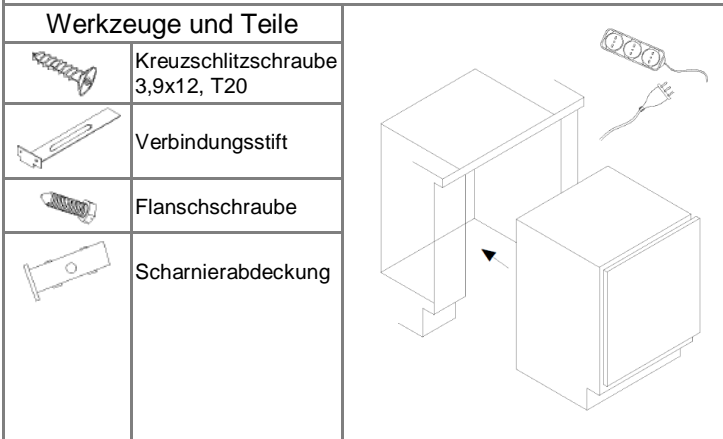 Werkzeuge und Teile
Kreuzschlitzschraube
3,9x12, T20
Verbindungsstift
Flanschschraube
Scharnierabdeckung